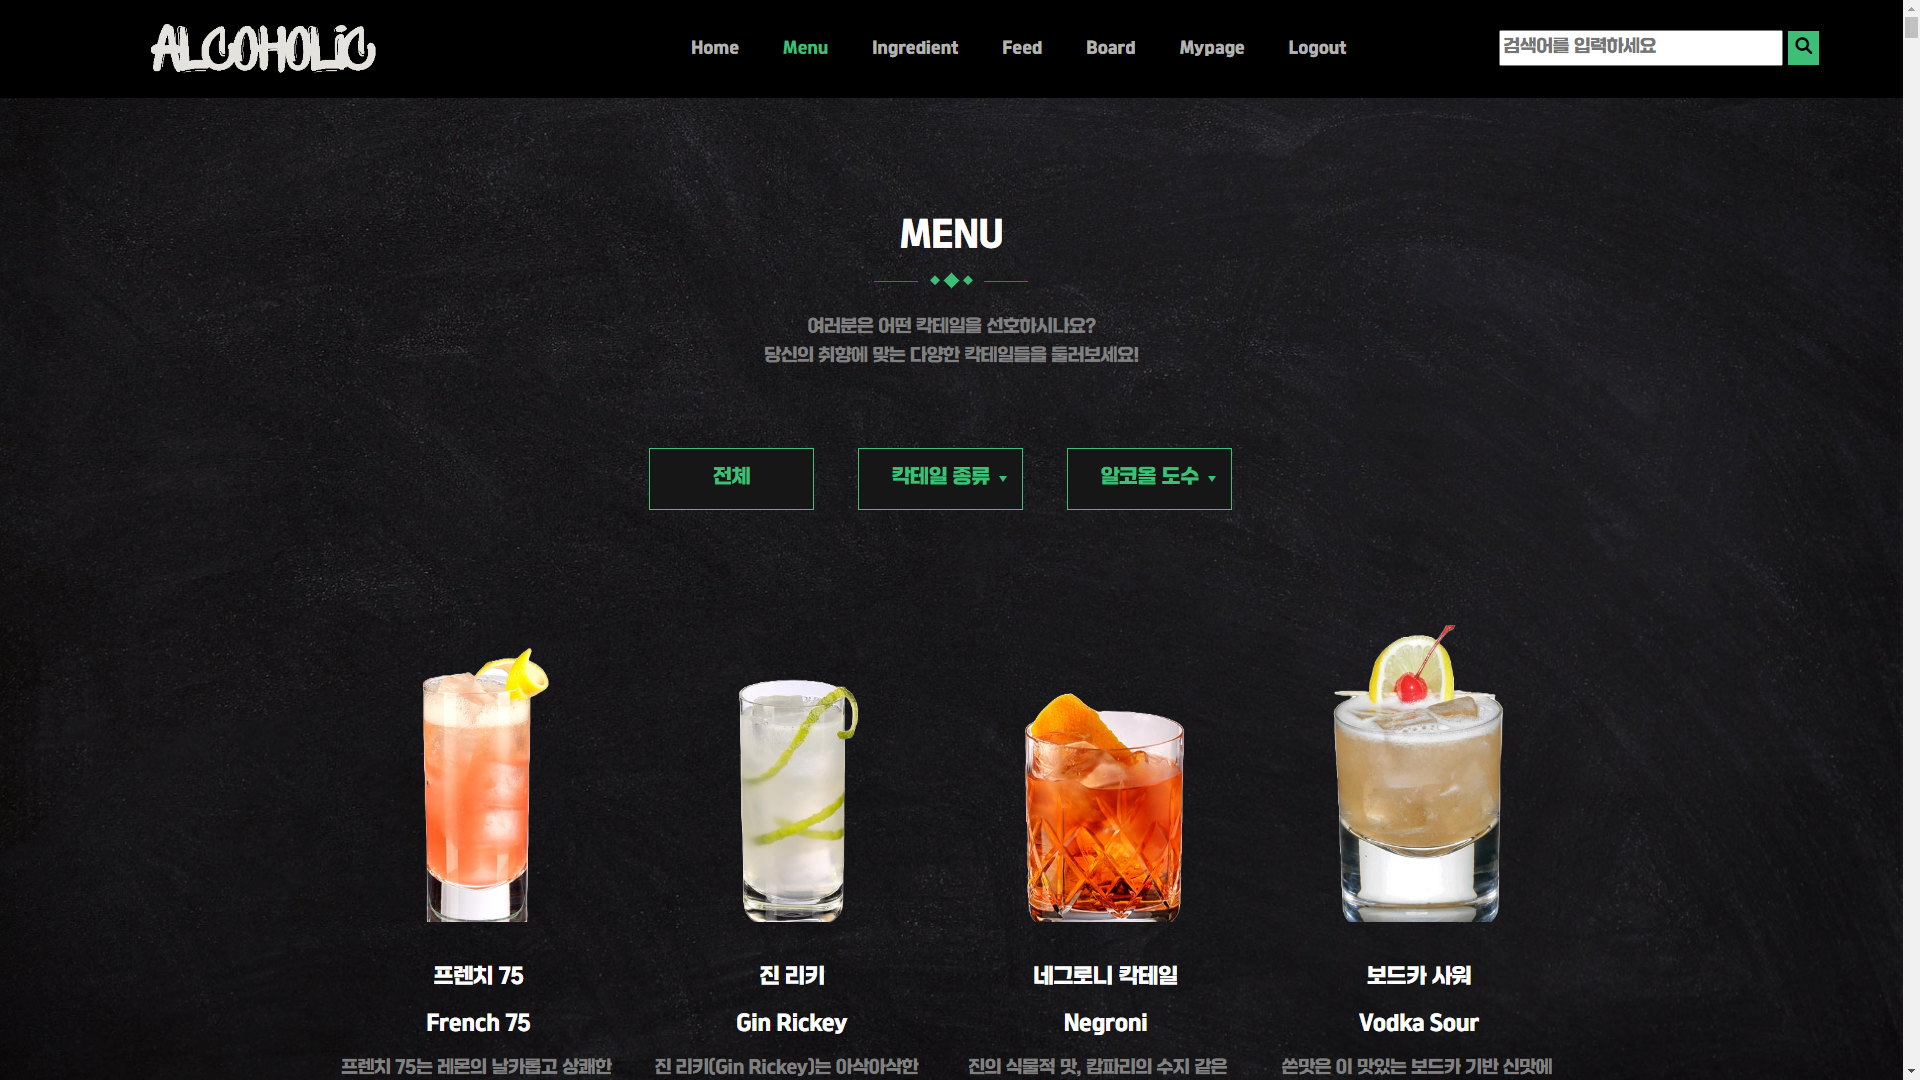 ALCOHOLiC
Home Menu Ingredient Feed Board Mypage Logout
검색어를 입력하세요
MENU
여러분은 어떤 칵테일을 선호하시나요?
당신의 취향에 맞는 다양한 칵테일들을 둘러보세요!
전체 칵테일 종류 알코올 도수
프렌치 75
French 75
프렌치 75는 레몬의 날카롭고 상쾌한
진 리키
Gin Rickey
진 리키(Gin Rickey)는 아삭아삭한
네그로니 칵테일
Negroni
진의 식물적 맛, 캄파리의 수지 같은
보드카 사워
Vodka Sour
쓴맛은 이 맛있는 보드카 기반 신맛에